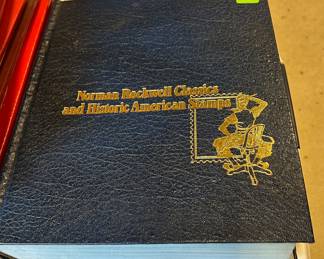 Norman Rockwell Classics
and Historic American Stamps